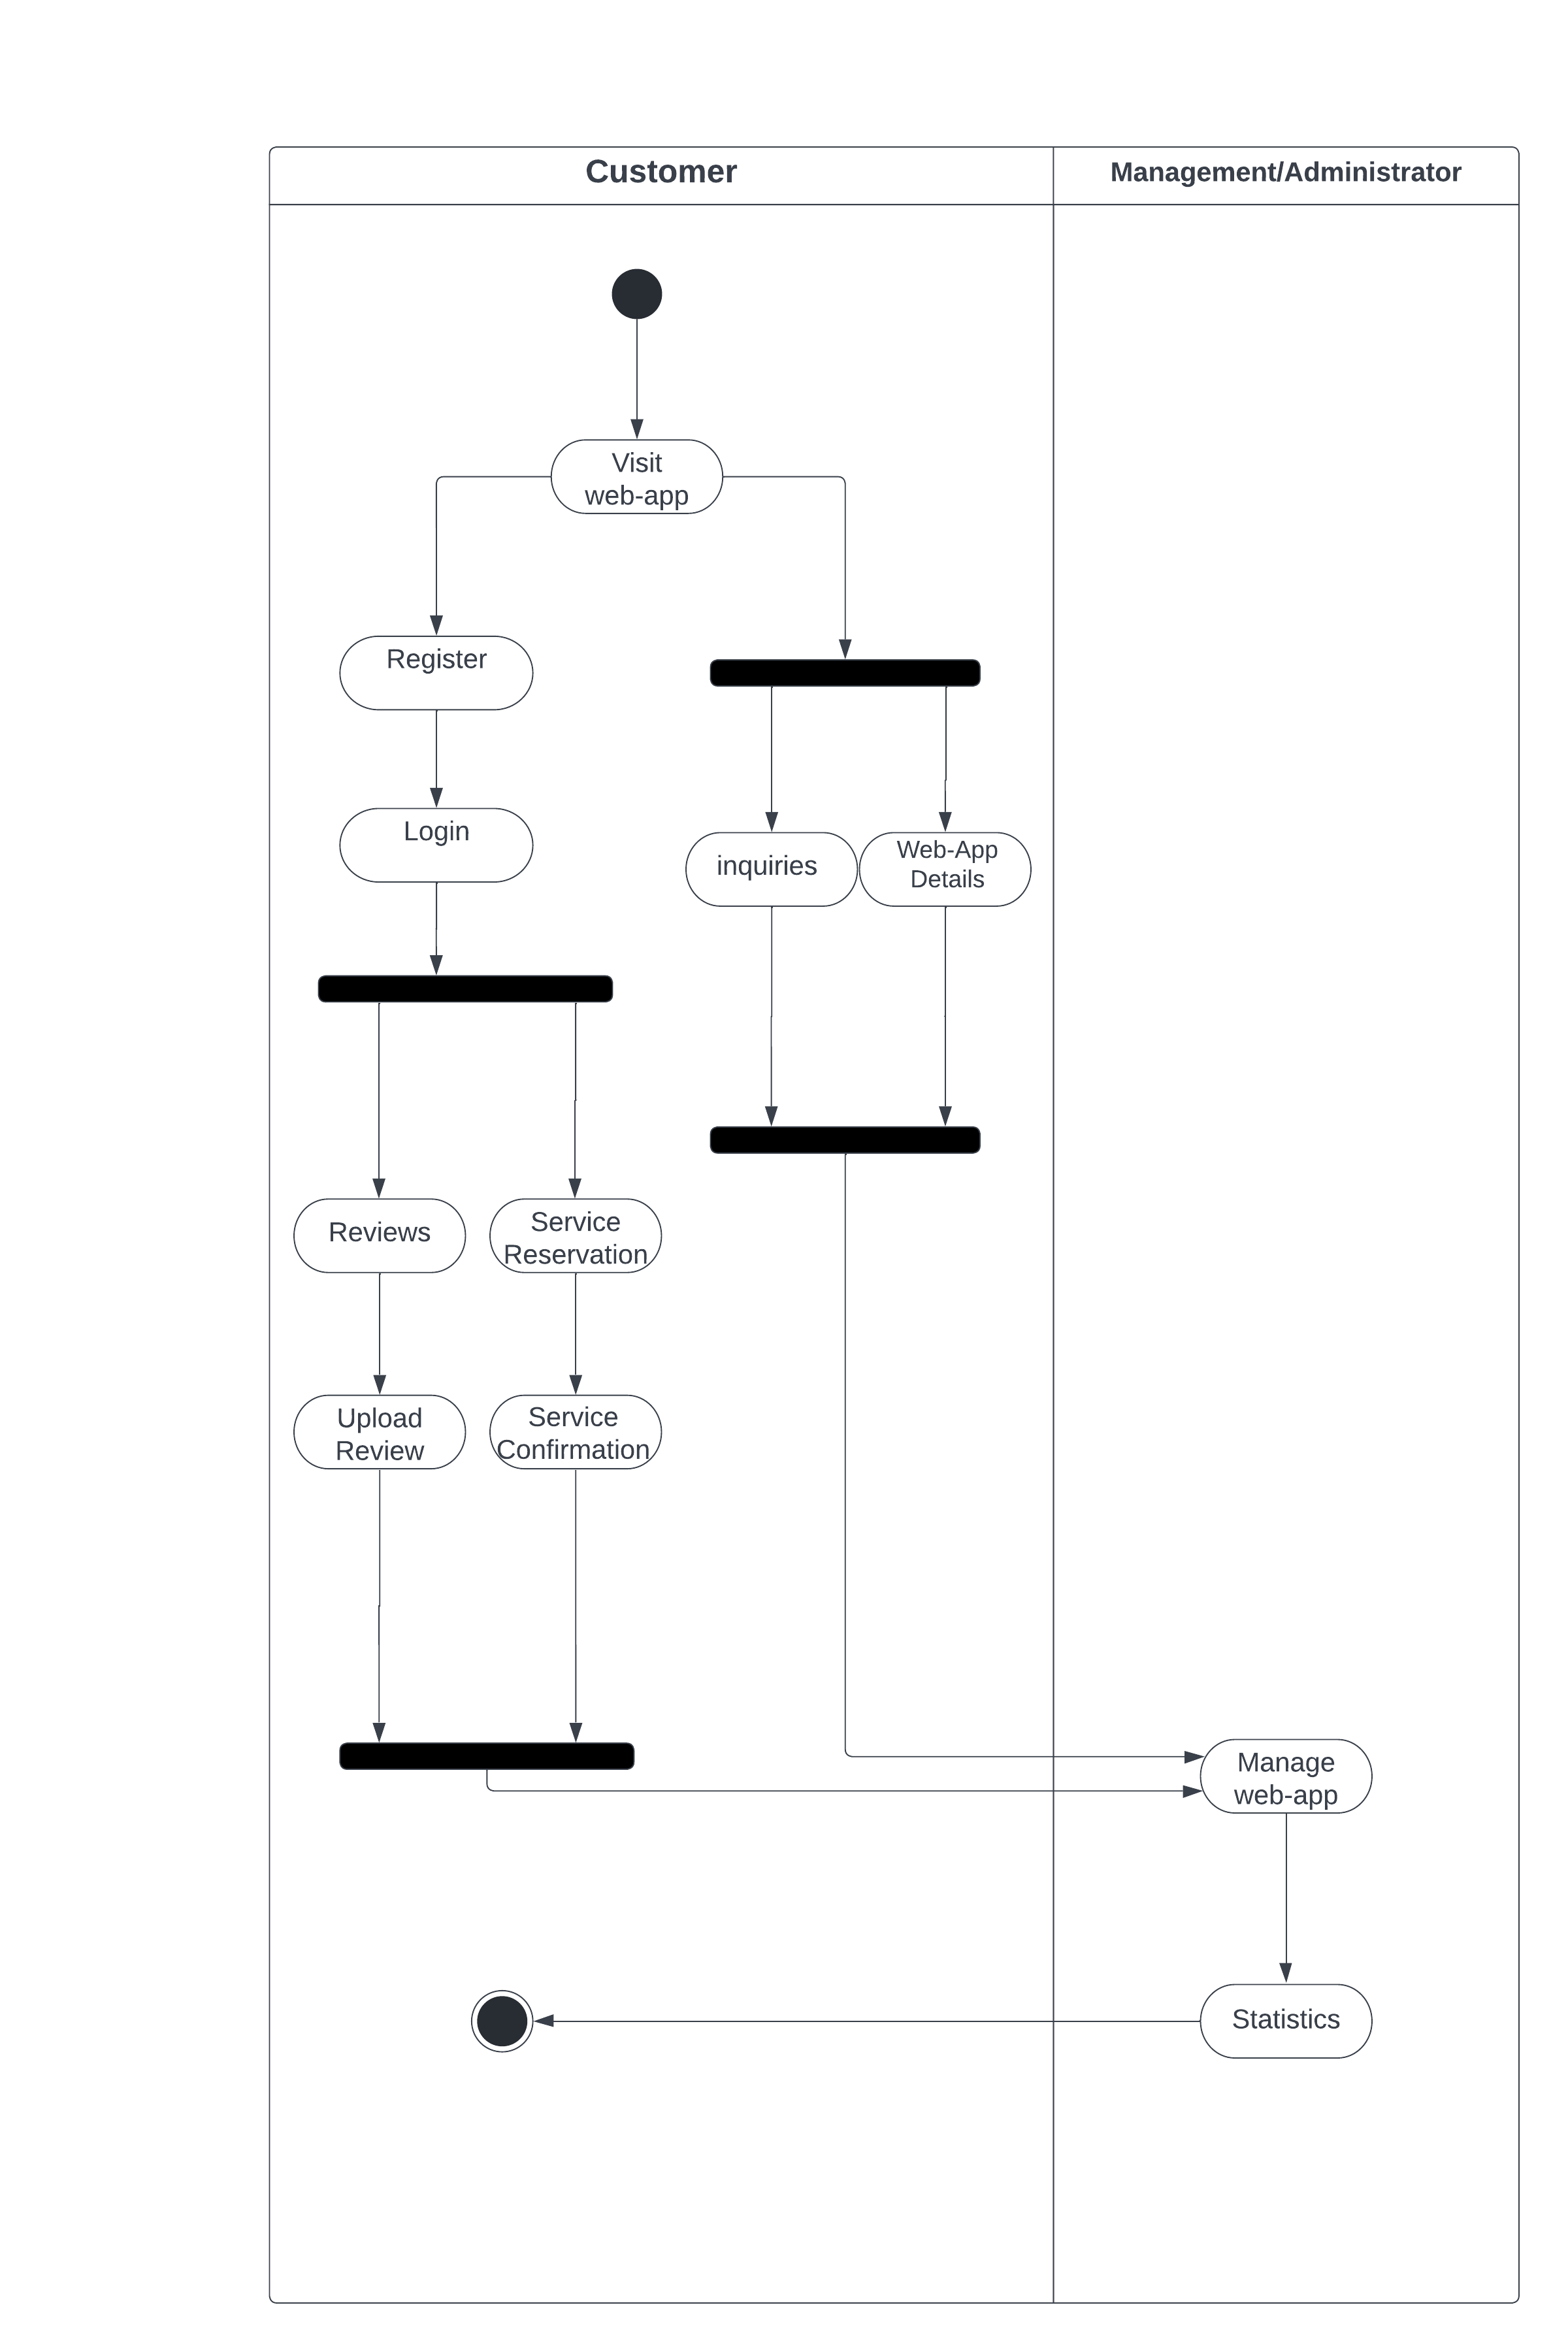 Customer
Management/Administrator
Visit
web-app
Register
Login
inquiries
Web-App
Details
Reviews
Service
Reservation
Upload
Review
Service
Confirmation
Manage
web-app
Statistics